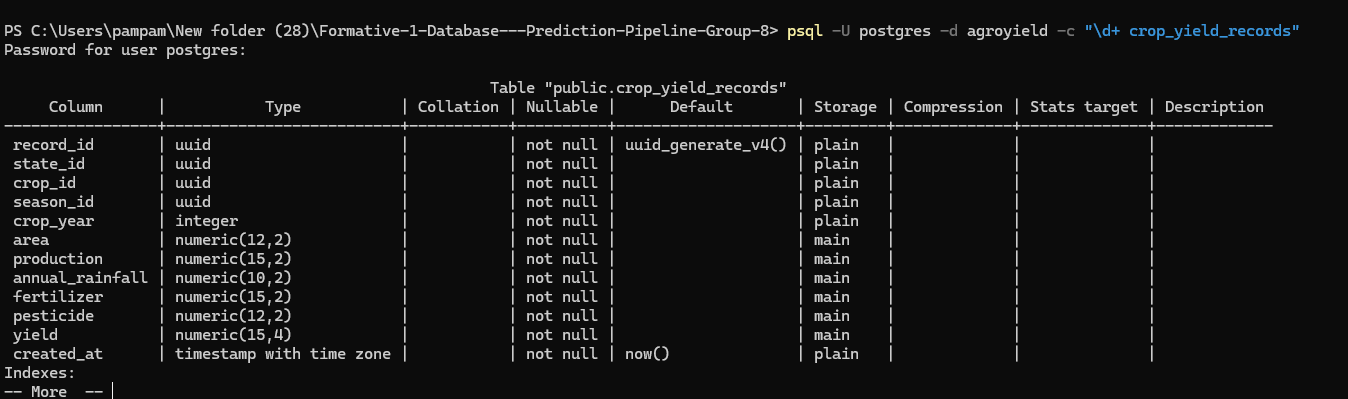 PS C:\Users\pampam\New folder (28)\Formative-1-Database---Prediction-Pipeline-Group-8> psql -U postgres -d agroyield -c "\d+ crop_yield_records"
Password for user postgres:
Table "public.crop_yield_records"
Column | Type | Collation | Nullable | Default | Storage | Compression | Stats target | Description
----------------+--------------------------+-----------+----------+--------------------+---------+-------------+--------------+-------------
record_id | uuid | | not null | uuid_generate_v4() | plain | | |
state_id | uuid | | not null | | plain | | |
crop_id | uuid | | not null | | plain | | |
season_id | uuid | | not null | | plain | | |
crop_year | integer | | not null | | plain | | |
area | numeric(12,2) | | not null | | main | | |
production | numeric(15,2) | | not null | | main | | |
annual_rainfall | numeric(10,2) | | not null | | main | | |
fertilizer | numeric(15,2) | | not null | | main | | |
pesticide | numeric(12,2) | | not null | | main | | |
yield | numeric(15,4) | | not null | | main | | |
created_at | timestamp with time zone | | not null | now() | plain | | |
Indexes:
-- More --